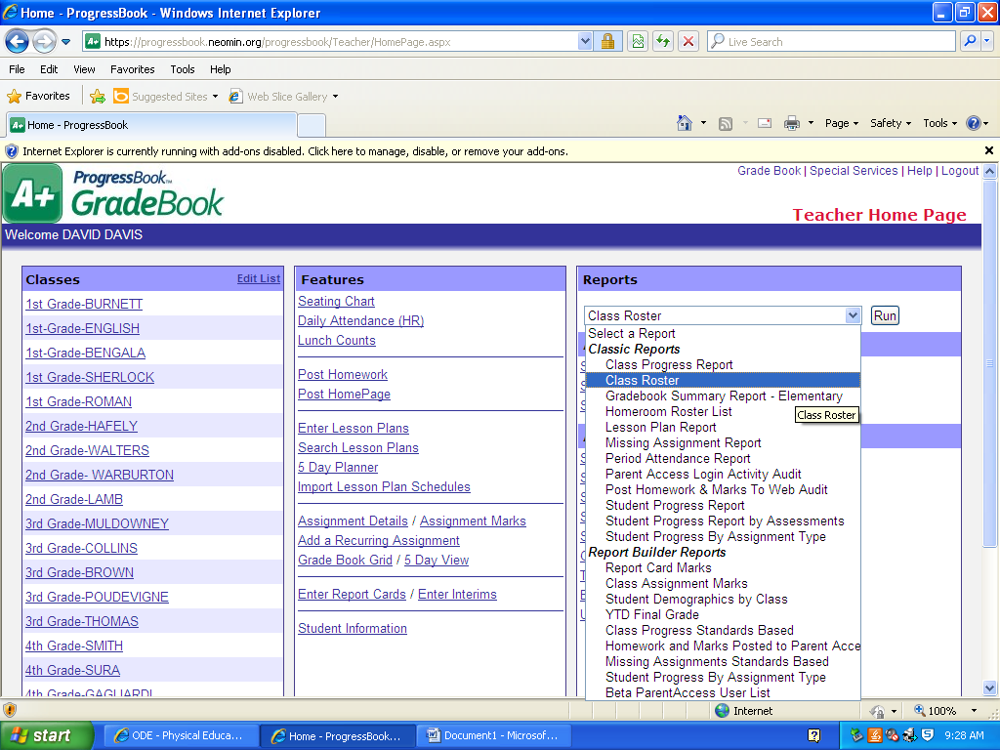 Home - ProgressBook - Windows Internet Explorer
https://progressbook.neomin.org/progressbook/Teacher/HomePage.aspx
Live Search
File Edit View Favorites Tools Help
Favorites Suggested Sites Web Slice Gallery
Home - ProgressBook
Page Safety Tools
Internet Explorer is currently running with add-ons disabled. Click here to manage, disable, or remove your add-ons.
Grade Book | Special Services | Help | Logout
A+ ProgressBook™
GradeBook
Teacher Home Page
Welcome DAVID DAVIS
Classes Edit List
1st Grade-BURNETT
1st-Grade-ENGLISH
1st-Grade-BENGALA
1st Grade-SHERLOCK
1st Grade-ROMAN
2nd Grade-HAFELY
2nd Grade-WALTERS
2nd Grade- WARBURTON
2nd Grade-LAMB
3rd Grade-MULDOWNEY
3rd Grade-COLLINS
3rd Grade-BROWN
3rd Grade-POUDEVIGNE
3rd Grade-THOMAS
4th Grade-SMITH
4th Grade-SURA
4th Grade-GAGLIARDI
Features
Seating Chart
Daily Attendance (HR)
Lunch Counts
Post Homework
Post HomePage
Enter Lesson Plans
Search Lesson Plans
5 Day Planner
Import Lesson Plan Schedules
Assignment Details / Assignment Marks
Add a Recurring Assignment
Grade Book Grid / 5 Day View
Enter Report Cards / Enter Interims
Student Information
Reports
Class Roster Run
Select a Report
Classic Reports
Class Progress Report
Class Roster
Gradebook Summary Report - Elementary
Homeroom Roster List
Class Roster
Lesson Plan Report
Missing Assignment Report
Period Attendance Report
Parent Access Login Activity Audit
Post Homework & Marks To Web Audit
Student Progress Report
Student Progress Report by Assessments
Student Progress By Assignment Type
Report Builder Reports
Report Card Marks
Class Assignment Marks
Student Demographics by Class
YTD Final Grade
Class Progress Standards Based
Homework and Marks Posted to Parent Acce
Missing Assignments Standards Based
Student Progress By Assignment Type
Beta ParentAccess User List
Internet 100%
start ODE - Physical Educa... Home - ProgressBook... Document1 - Microsof... 9:28 AM